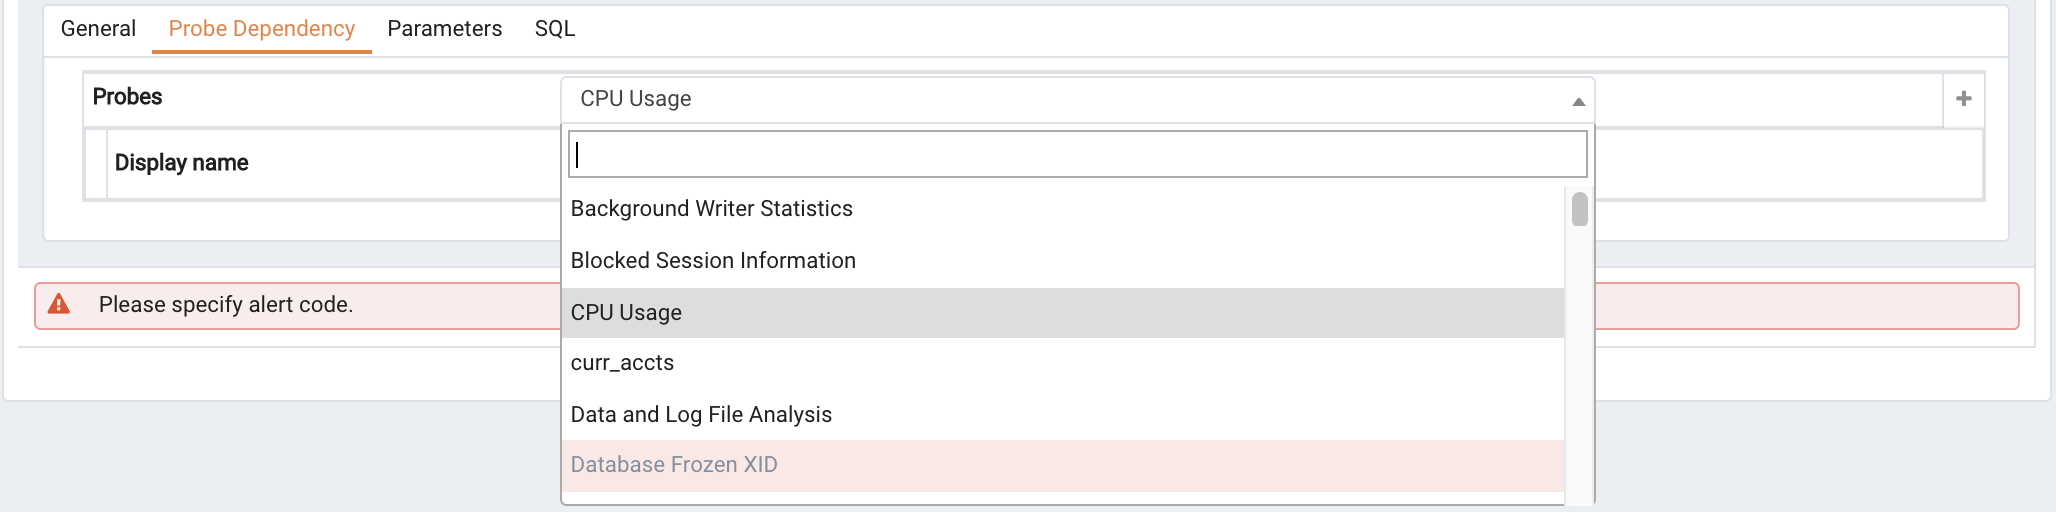 General Probe Dependency Parameters SQL
Probes CPU Usage
Display name
Background Writer Statistics
Blocked Session Information
CPU Usage
curr_accts
Data and Log File Analysis
Database Frozen XID
Please specify alert code.